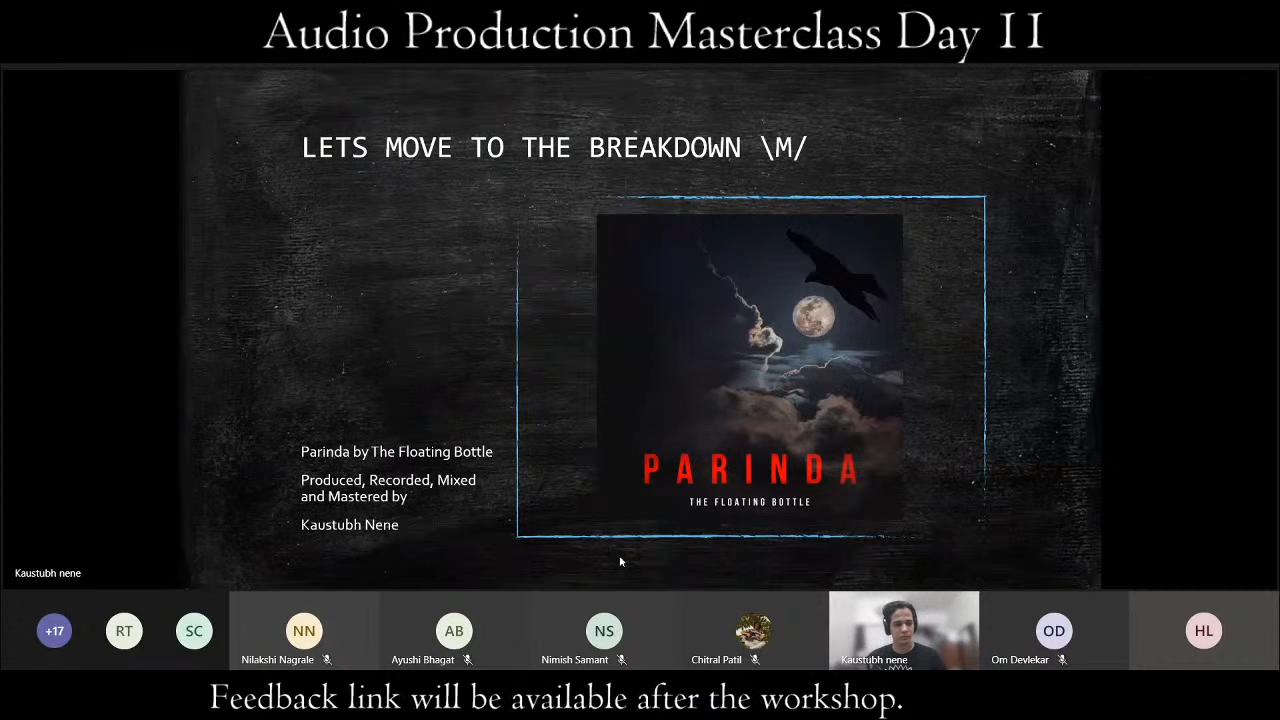 Audio Production Masterclass Day II
LETS MOVE TO THE BREAKDOWN \M/
PARINDA
THE FLOATING BOTTLE
Parinda by The Floating Bottle
Produced, Recorded, Mixed
and Mastered by
Kaustubh Nene
Kaustubh nene
+17
RT
SC
NN
Nilakshi Nagrale
AB
Ayushi Bhagat
NS
Nimish Samant
Chitral Patil
Kaustubh nene
OD
Om Devlekar
HL
Feedback link will be available after the workshop.